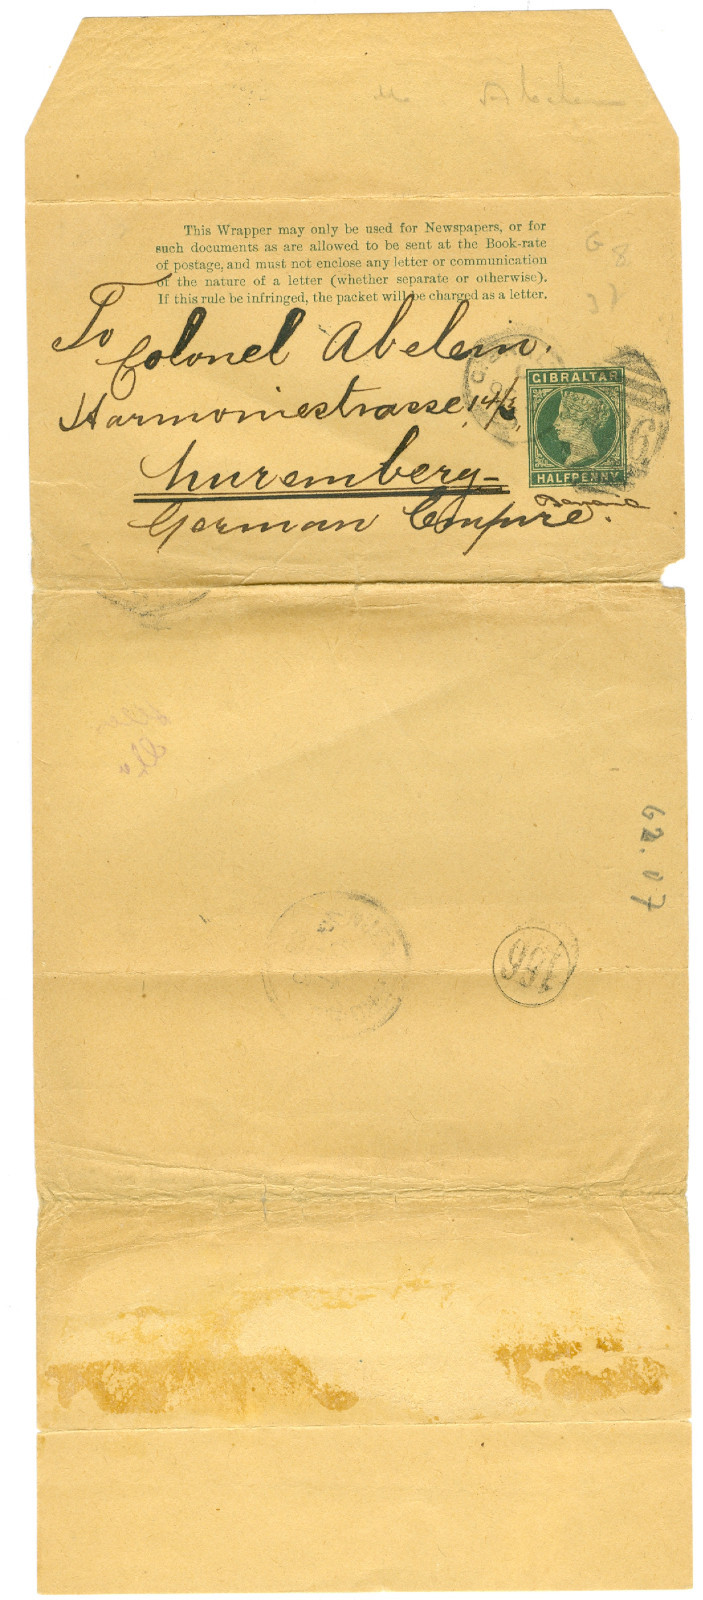 This Wrapper may only be used for Newspapers, or for
such documents as are allowed to be sent at the Book-rate
of postage, and must not enclose any letter or communication
of the nature of a letter (whether separate or otherwise).
If this rule be infringed, the packet will be charged as a letter.
To
Colonel Abelein.
Harmoniestrasse, 14/3,
Nuremberg
German Empire.
GIBRALTAR
HALFPENNY
62.07
156